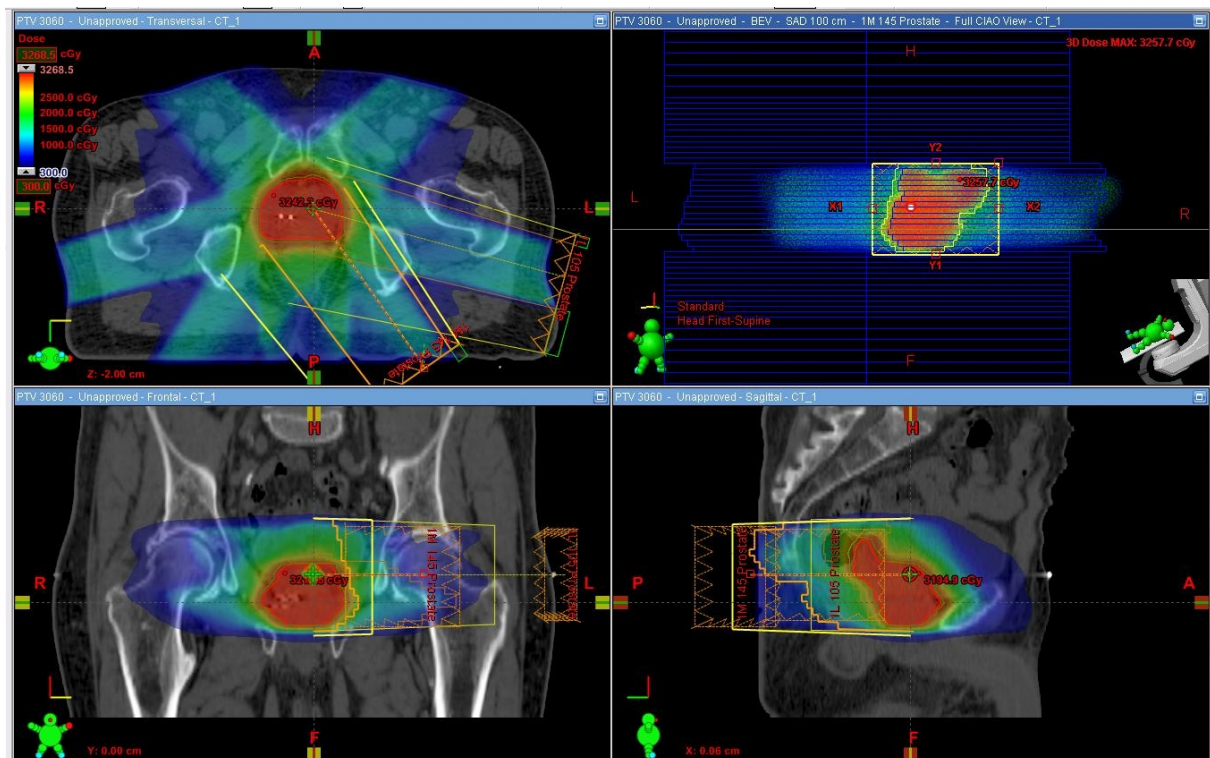 PTV 3060 - Unapproved - Transversal - CT_1
Dose
3268.5 cGy
3268.5
2500.0 cGy
2000.0 cGy
1500.0 cGy
1000.0 cGy
300.0
300.0 cGy
A
R
L
P
3242.2 cGy
1L 105 Prostate
Z: -2.00 cm
PTV 3060 - Unapproved - BEV - SAD 100 cm - 1M 145 Prostate - Full CIAO View - CT_1
3D Dose MAX: 3257.7 cGy
H
Y2
3257.7 cGy
L
X1
X2
R
Y1
Standard
Head First-Supine
F
PTV 3060 - Unapproved - Frontal - CT_1
H
R
L
1M 145 Prostate
F
Y: 0.00 cm
PTV 3060 - Unapproved - Sagittal - CT_1
H
P
A
1M 145 Prostate
1L 105 Prostate
3194.9 cGy
F
X: 0.06 cm